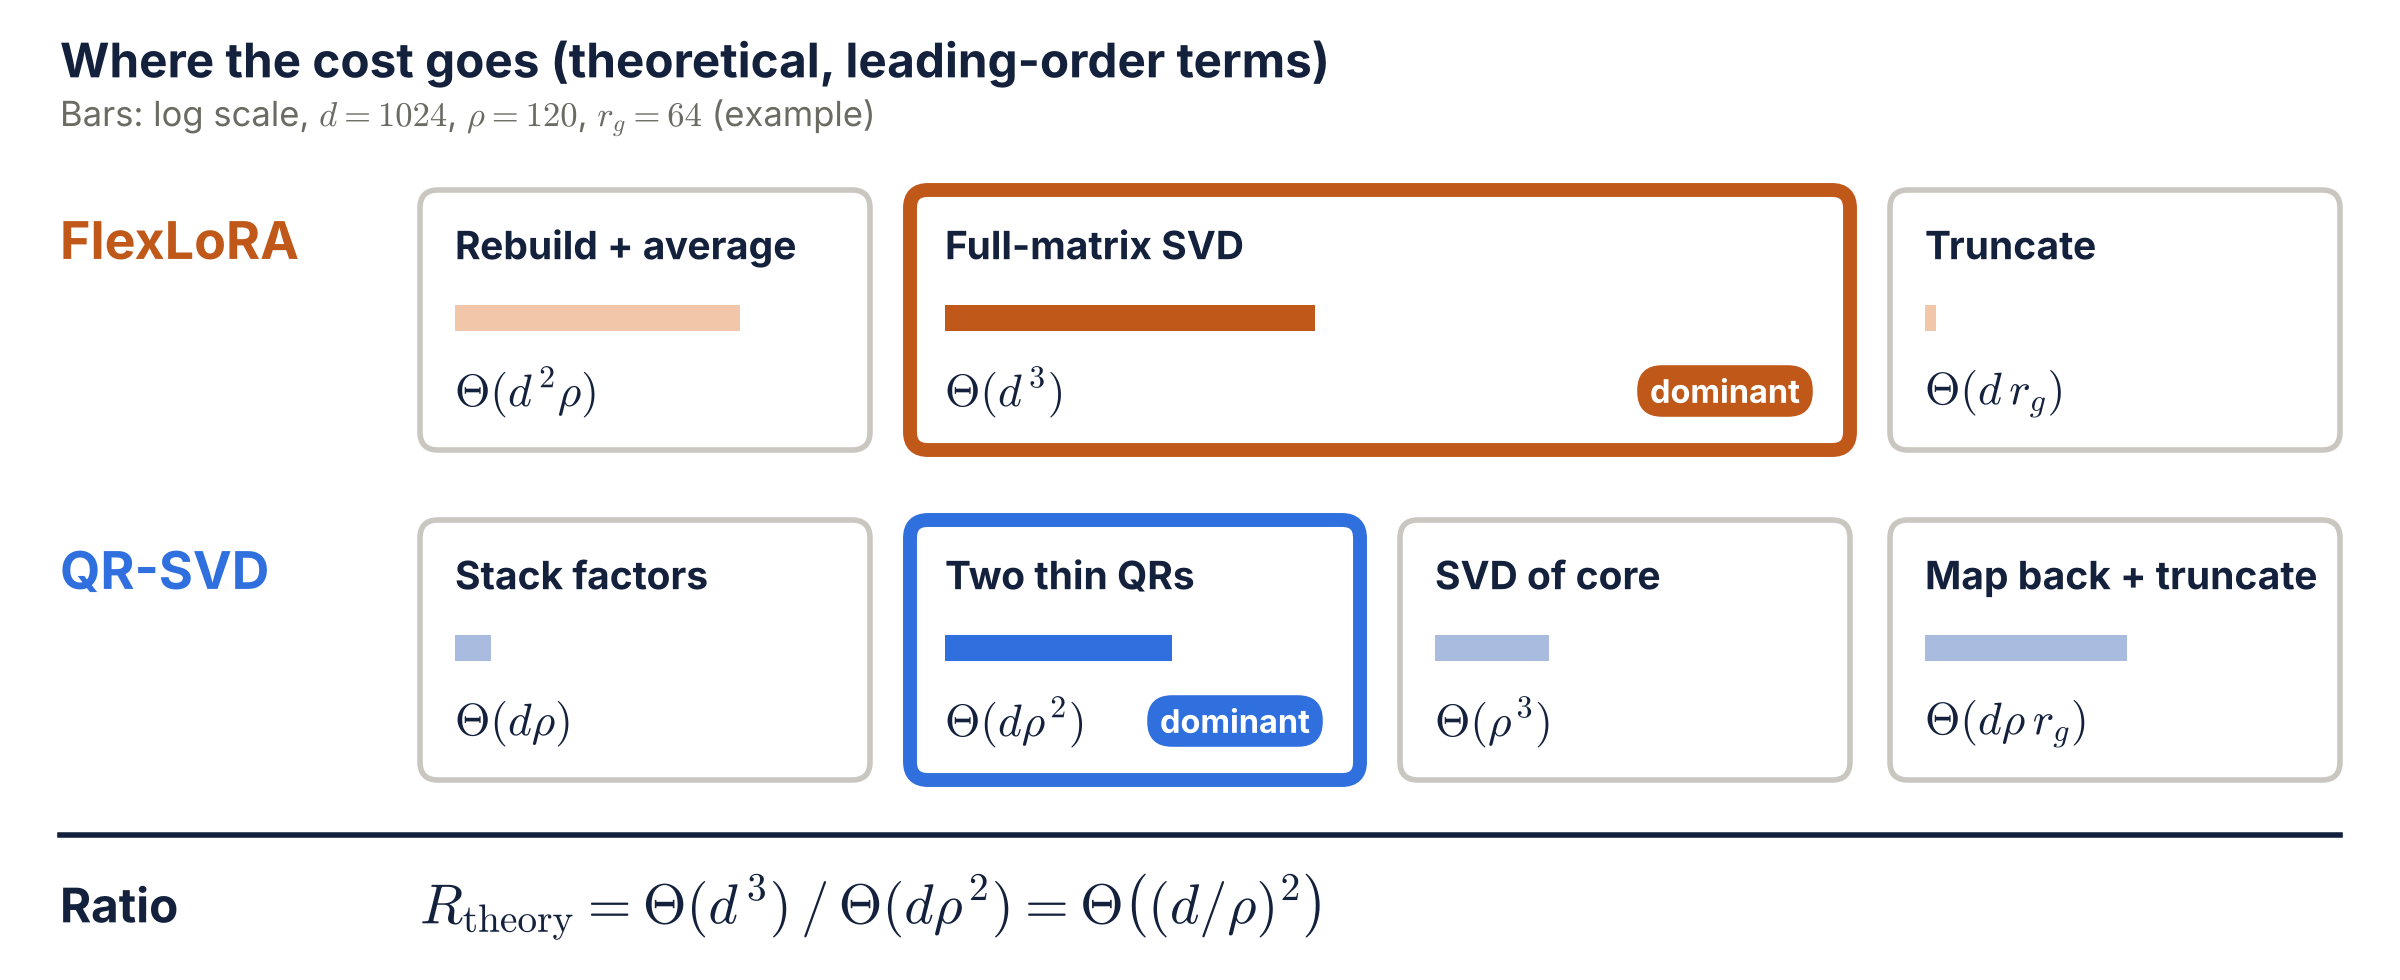 Where the cost goes (theoretical, leading-order terms)
Bars: log scale, d = 1024, ρ = 120, r_g = 64 (example)
FlexLoRA
Rebuild + average
Θ(d²ρ)
Full-matrix SVD
Θ(d³)
dominant
Truncate
Θ(d r_g)
QR-SVD
Stack factors
Θ(dρ)
Two thin QRs
Θ(dρ²)
dominant
SVD of core
Θ(ρ³)
Map back + truncate
Θ(dρ r_g)
Ratio
R_theory = Θ(d³) / Θ(dρ²) = Θ((d/ρ)²)